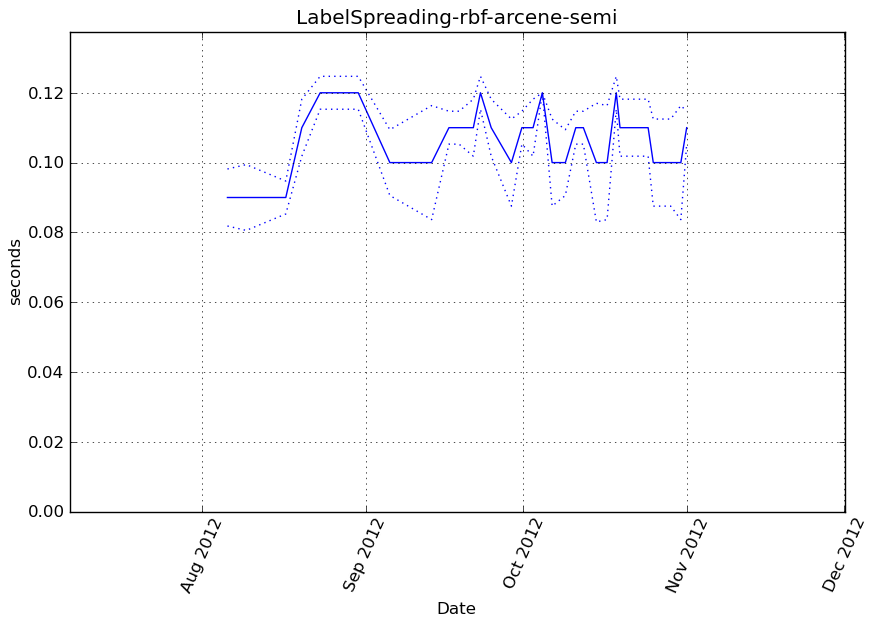 LabelSpreading-rbf-arcene-semi
0.12
0.10
0.08
0.06
0.04
0.02
0.00
seconds
Aug 2012
Sep 2012
Oct 2012
Nov 2012
Dec 2012
Date